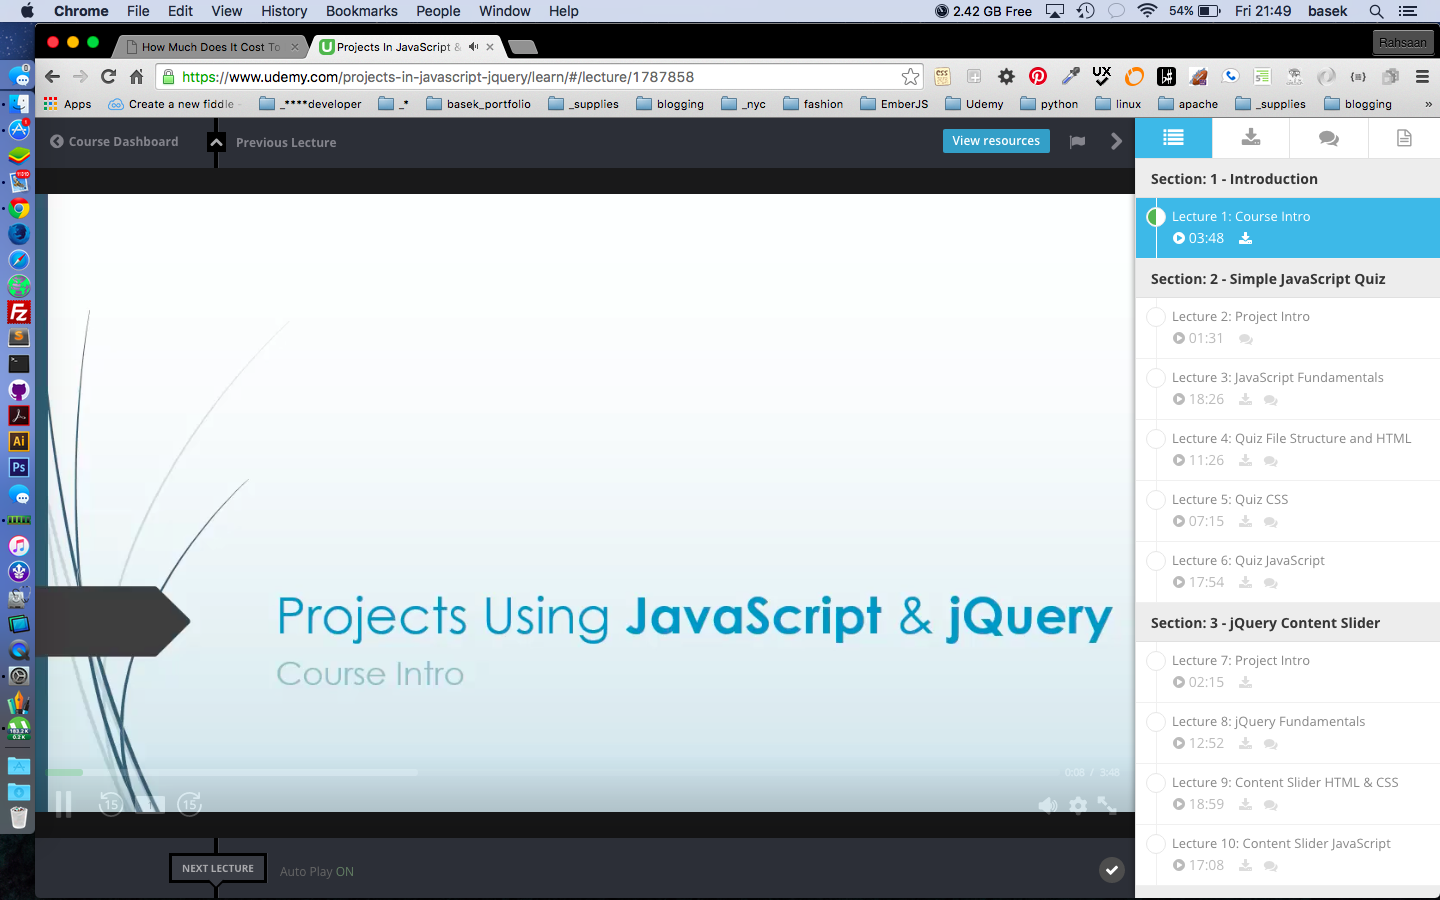 Chrome File Edit View History Bookmarks People Window Help 2.42 GB Free 54% Fri 21:49 basek
How Much Does It Cost To
Projects In JavaScript &
Rahsaan
https://www.udemy.com/projects-in-javascript-jquery/learn/#/lecture/1787858
Apps Create a new fiddle - _****developer _* basek_portfolio _supplies blogging _nyc fashion EmberJS Udemy python linux apache _supplies blogging »
Course Dashboard
Previous Lecture
View resources
Projects Using JavaScript & jQuery
Course Intro
0:08 / 3:48
15
15
NEXT LECTURE
Auto Play ON
Section: 1 - Introduction
Lecture 1: Course Intro
03:48
Section: 2 - Simple JavaScript Quiz
Lecture 2: Project Intro
01:31
Lecture 3: JavaScript Fundamentals
18:26
Lecture 4: Quiz File Structure and HTML
11:26
Lecture 5: Quiz CSS
07:15
Lecture 6: Quiz JavaScript
17:54
Section: 3 - jQuery Content Slider
Lecture 7: Project Intro
02:15
Lecture 8: jQuery Fundamentals
12:52
Lecture 9: Content Slider HTML & CSS
18:59
Lecture 10: Content Slider JavaScript
17:08